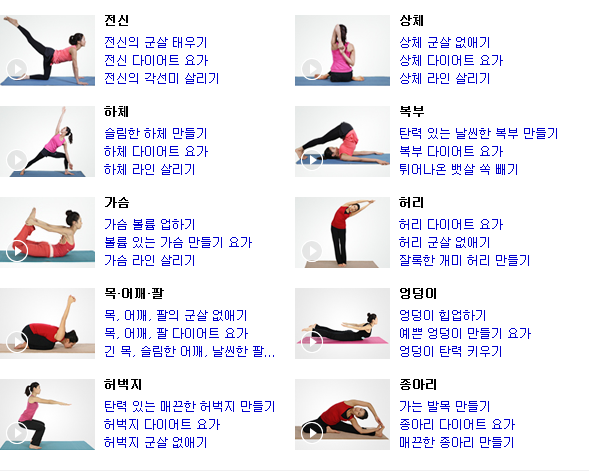 전신
전신의 군살 태우기
전신 다이어트 요가
전신의 각선미 살리기
상체
상체 군살 없애기
상체 다이어트 요가
상체 라인 살리기
하체
슬림한 하체 만들기
하체 다이어트 요가
하체 라인 살리기
복부
탄력 있는 날씬한 복부 만들기
복부 다이어트 요가
튀어나온 뱃살 쏙 빼기
가슴
가슴 볼륨 업하기
볼륨 있는 가슴 만들기 요가
가슴 라인 살리기
허리
허리 다이어트 요가
허리 군살 없애기
잘록한 개미 허리 만들기
목·어깨·팔
목, 어깨, 팔의 군살 없애기
목, 어깨, 팔 다이어트 요가
긴 목, 슬림한 어깨, 날씬한 팔...
엉덩이
엉덩이 힙업하기
예쁜 엉덩이 만들기 요가
엉덩이 탄력 키우기
허벅지
탄력 있는 매끈한 허벅지 만들기
허벅지 다이어트 요가
허벅지 군살 없애기
종아리
가는 발목 만들기
종아리 다이어트 요가
매끈한 종아리 만들기